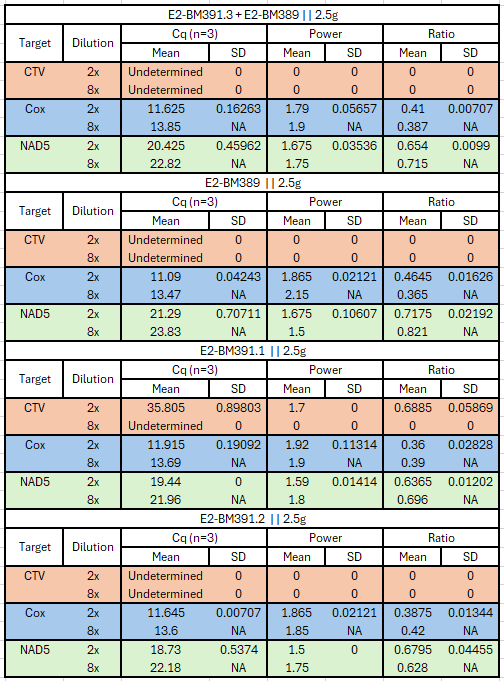 E2-BM391.3 + E2-BM389 || 2.5g
Target Dilution Cq (n=3) Power Ratio
Mean SD Mean SD Mean SD
CTV 2x Undetermined 0 0 0 0 0
8x Undetermined 0 0 0 0 0
Cox 2x 11.625 0.16263 1.79 0.05657 0.41 0.00707
8x 13.85 NA 1.9 NA 0.387 NA
NAD5 2x 20.425 0.45962 1.675 0.03536 0.654 0.0099
8x 22.82 NA 1.75 0.715 NA
E2-BM389 || 2.5g
Target Dilution Cq (n=3) Power Ratio
Mean SD Mean SD Mean SD
CTV 2x Undetermined 0 0 0 0 0
8x Undetermined 0 0 0 0 0
Cox 2x 11.09 0.04243 1.865 0.02121 0.4645 0.01626
8x 13.47 NA 2.15 NA 0.365 NA
NAD5 2x 21.29 0.70711 1.675 0.10607 0.7175 0.02192
8x 23.83 NA 1.5 0.821 NA
E2-BM391.1 || 2.5g
Target Dilution Cq (n=3) Power Ratio
Mean SD Mean SD Mean SD
CTV 2x 35.805 0.89803 1.7 0 0.6885 0.05869
8x Undetermined 0 0 0 0 0
Cox 2x 11.915 0.19092 1.92 0.11314 0.36 0.02828
8x 13.69 NA 1.9 NA 0.39 NA
NAD5 2x 19.44 0 1.59 0.01414 0.6365 0.01202
8x 21.96 NA 1.8 0.696 NA
E2-BM391.2 || 2.5g
Target Dilution Cq (n=3) Power Ratio
Mean SD Mean SD Mean SD
CTV 2x Undetermined 0 0 0 0 0
8x Undetermined 0 0 0 0 0
Cox 2x 11.645 0.00707 1.865 0.02121 0.3875 0.01344
8x 13.6 NA 1.85 NA 0.42 NA
NAD5 2x 18.73 0.5374 1.5 0 0.6795 0.04455
8x 22.18 NA 1.75 0.628 NA